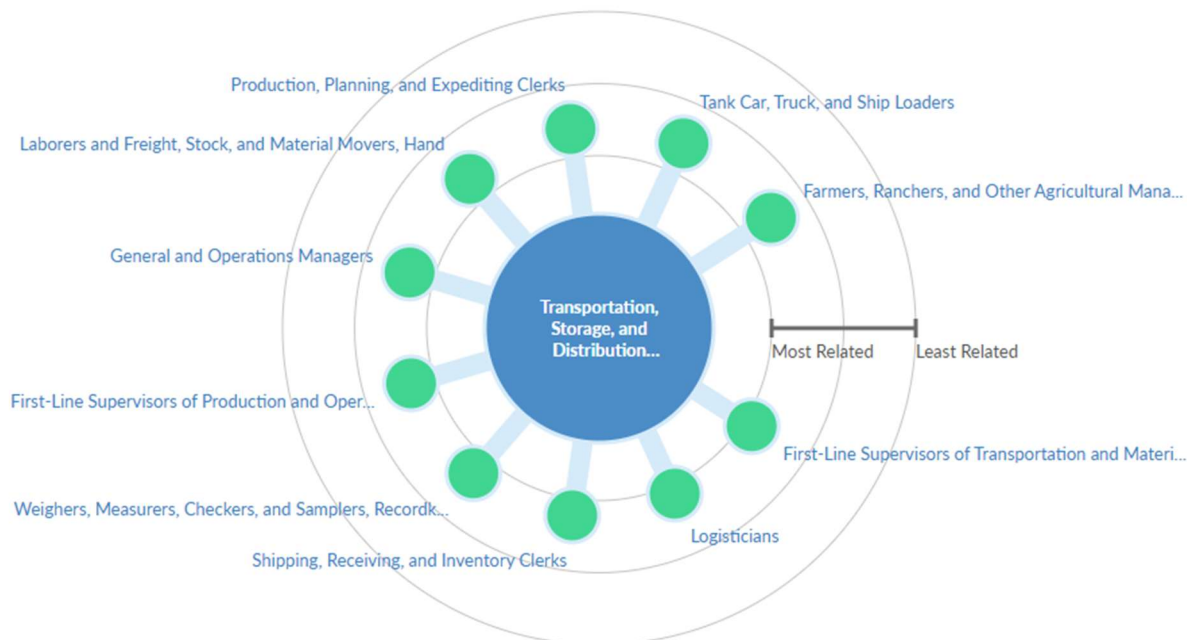 Production, Planning, and Expediting Clerks
Tank Car, Truck, and Ship Loaders
Laborers and Freight, Stock, and Material Movers, Hand
Farmers, Ranchers, and Other Agricultural Mana...
General and Operations Managers
Transportation,
Storage, and
Distribution...
Most Related
Least Related
First-Line Supervisors of Production and Oper...
First-Line Supervisors of Transportation and Materi...
Weighers, Measurers, Checkers, and Samplers, Recordk...
Logisticians
Shipping, Receiving, and Inventory Clerks